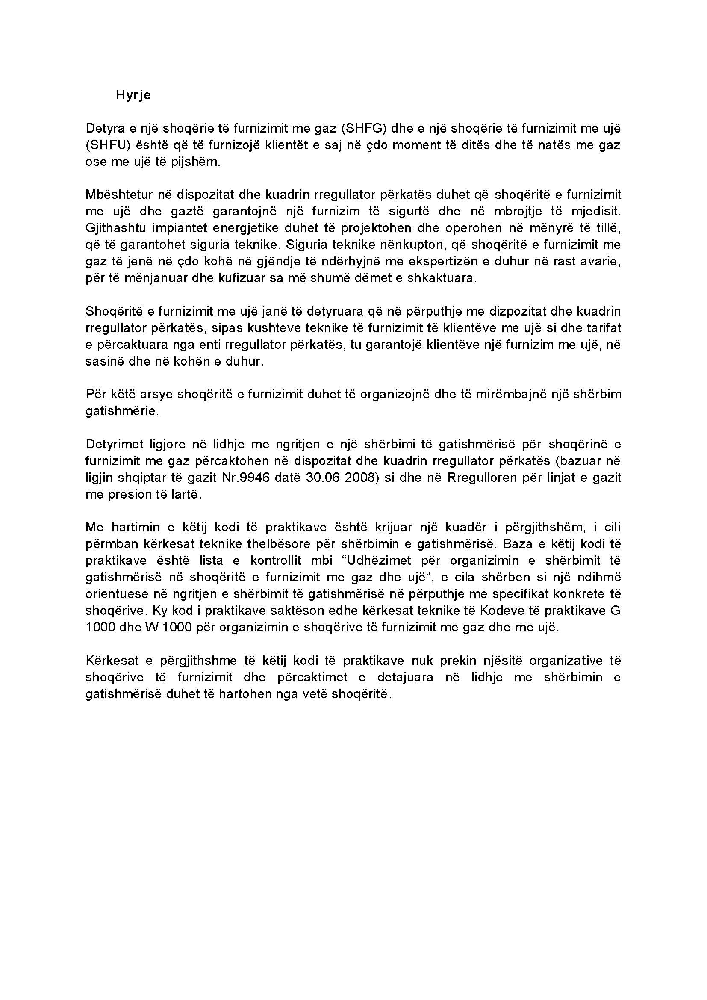 Hyrje
Detyra e një shoqërie të furnizimit me gaz (SHFG) dhe e një shoqërie të furnizimit me ujë
(SHFU) është që të furnizojë klientët e saj në çdo moment të ditës dhe të natës me gaz
ose me ujë të pijshëm.
Mbështetur në dispozitat dhe kuadrin rregullator përkatës duhet që shoqëritë e furnizimit
me ujë dhe gaztë garantojnë një furnizim të sigurtë dhe në mbrojtje të mjedisit.
Gjithashtu impiantet energjetike duhet të projektohen dhe operohen në mënyrë të tillë,
që të garantohet siguria teknike. Siguria teknike nënkupton, që shoqëritë e furnizimit me
gaz të jenë në çdo kohë në gjëndje të ndërhyjnë me ekspertizën e duhur në rast avarie,
për të mënjanuar dhe kufizuar sa më shumë dëmet e shkaktuara.
Shoqëritë e furnizimit me ujë janë të detyruara që në përputhje me dizpozitat dhe kuadrin
rregullator përkatës, sipas kushteve teknike të furnizimit të klientëve me ujë si dhe tarifat
e përcaktuara nga enti rregullator përkatës, tu garantojë klientëve një furnizim me ujë, në
sasinë dhe në kohën e duhur.
Për këtë arsye shoqëritë e furnizimit duhet të organizojnë dhe të mirëmbajnë një shërbim
gatishmërie.
Detyrimet ligjore në lidhje me ngritjen e një shërbimi të gatishmërisë për shoqërinë e
furnizimit me gaz përcaktohen në dispozitat dhe kuadrin rregullator përkatës (bazuar në
ligjin shqiptar të gazit Nr.9946 datë 30.06 2008) si dhe në Rregulloren për linjat e gazit
me presion të lartë.
Me hartimin e këtij kodi të praktikave është krijuar një kuadër i përgjithshëm, i cili
përmban kërkesat teknike thelbësore për shërbimin e gatishmërisë. Baza e këtij kodi të
praktikave është lista e kontrollit mbi “Udhëzimet për organizimin e shërbimit të
gatishmërisë në shoqëritë e furnizimit me gaz dhe ujë“, e cila shërben si një ndihmë
orientuese në ngritjen e shërbimit të gatishmërisë në përputhje me specifikat konkrete të
shoqërive. Ky kod i praktikave saktëson edhe kërkesat teknike të Kodeve të praktikave G
1000 dhe W 1000 për organizimin e shoqërive të furnizimit me gaz dhe me ujë.
Kërkesat e përgjithshme të këtij kodi të praktikave nuk prekin njësitë organizative të
shoqërive të furnizimit dhe përcaktimet e detajuara në lidhje me shërbimin e
gatishmërisë duhet të hartohen nga vetë shoqëritë.